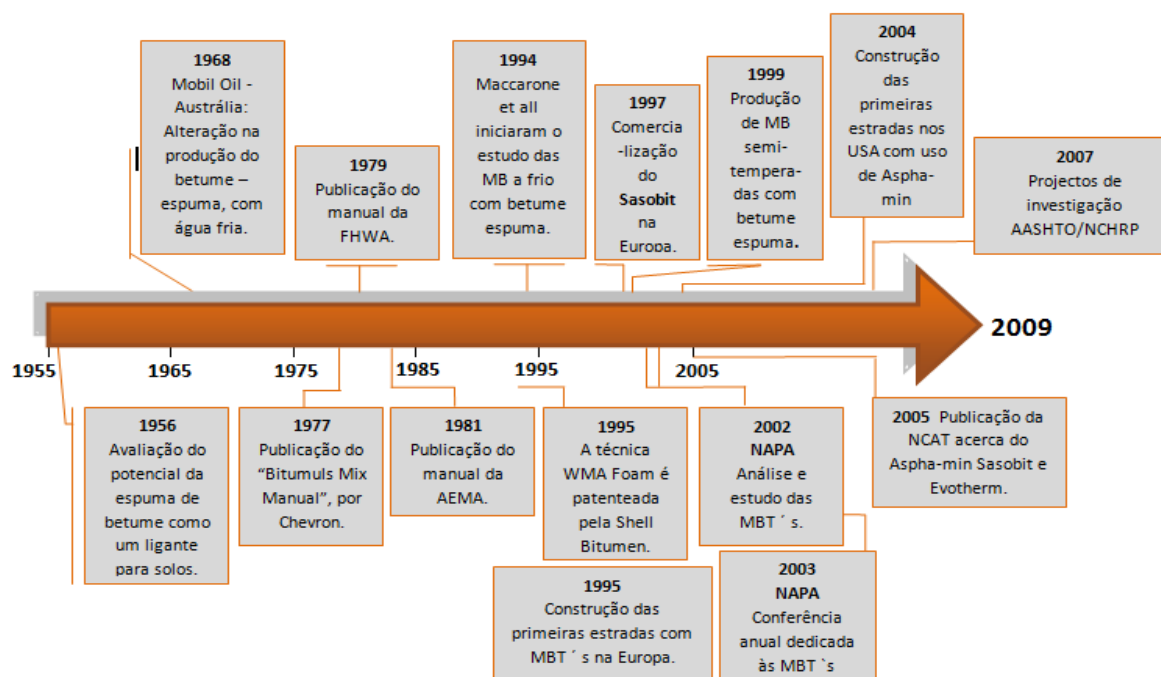 1968
Mobil Oil -
Austrália:
Alteração na
produção do
betume –
espuma, com
água fria.
1979
Publicação do
manual da
FHWA.
1994
Maccarone
et all
iniciaram o
estudo das
MB a frio
com betume
espuma.
1997
Comercia
-lização
do
Sasobit
na
Europa.
1999
Produção
de MB
semi-
tempera-
das com
betume
espuma.
2004
Construção
das
primeiras
estradas nos
USA com uso
de Aspha-
min
2007
Projectos de
investigação
AASHTO/NCHRP
2009
1955
1965
1975
1985
1995
2005
1956
Avaliação do
potencial da
espuma de
betume como
um ligante
para solos.
1977
Publicação do
“Bitumuls Mix
Manual”, por
Chevron.
1981
Publicação do
manual da
AEMA.
1995
A técnica
WMA Foam é
patenteada
pela Shell
Bitumen.
1995
Construção das
primeiras estradas com
MBT ´ s na Europa.
2002
NAPA
Análise e
estudo das
MBT ´ s.
2003
NAPA
Conferência
anual dedicada
às MBT `s
2005 Publicação da
NCAT acerca do
Aspha-min Sasobit e
Evotherm.